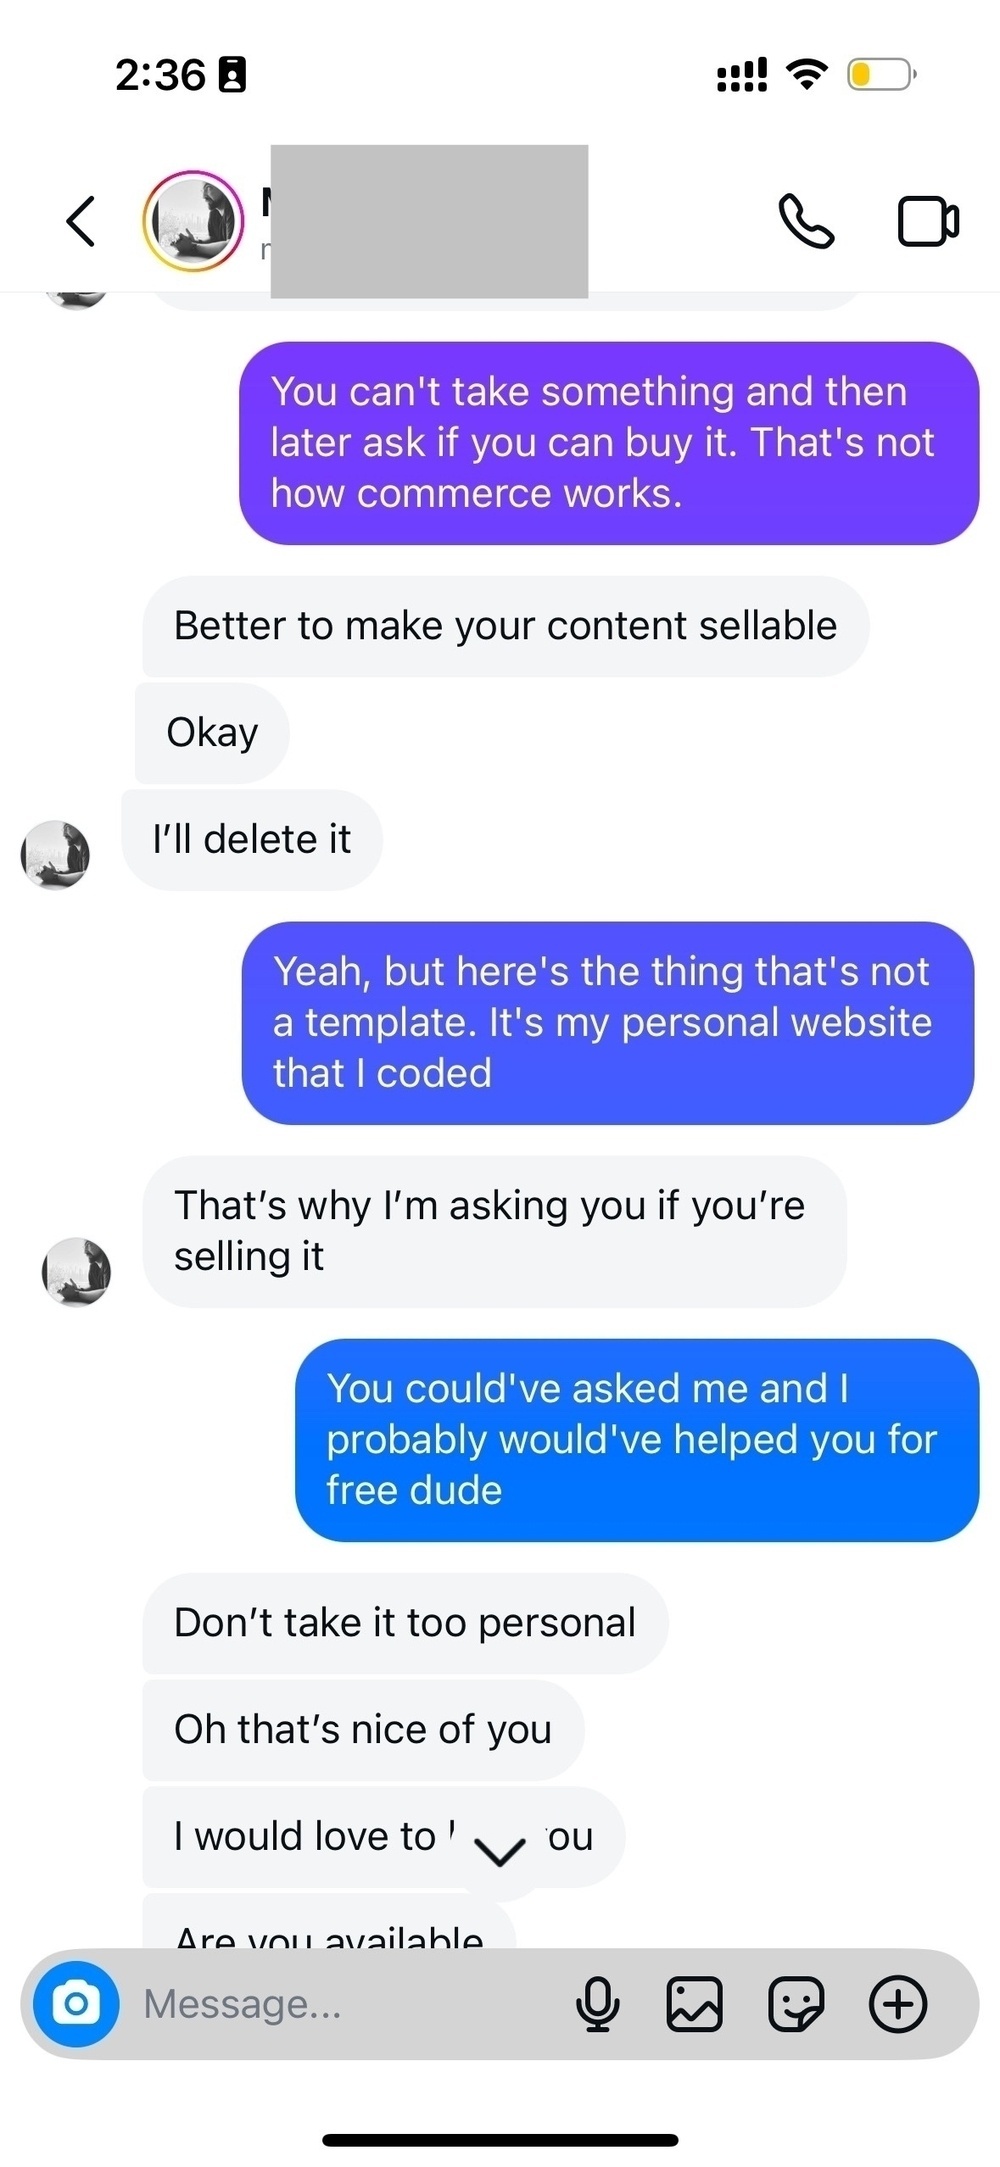 2:36
You can't take something and then
later ask if you can buy it. That's not
how commerce works.
Better to make your content sellable
Okay
I’ll delete it
Yeah, but here's the thing that's not
a template. It's my personal website
that I coded
That’s why I’m asking you if you’re
selling it
You could've asked me and I
probably would've helped you for
free dude
Don’t take it too personal
Oh that’s nice of you
I would love to
Are you available
Message...